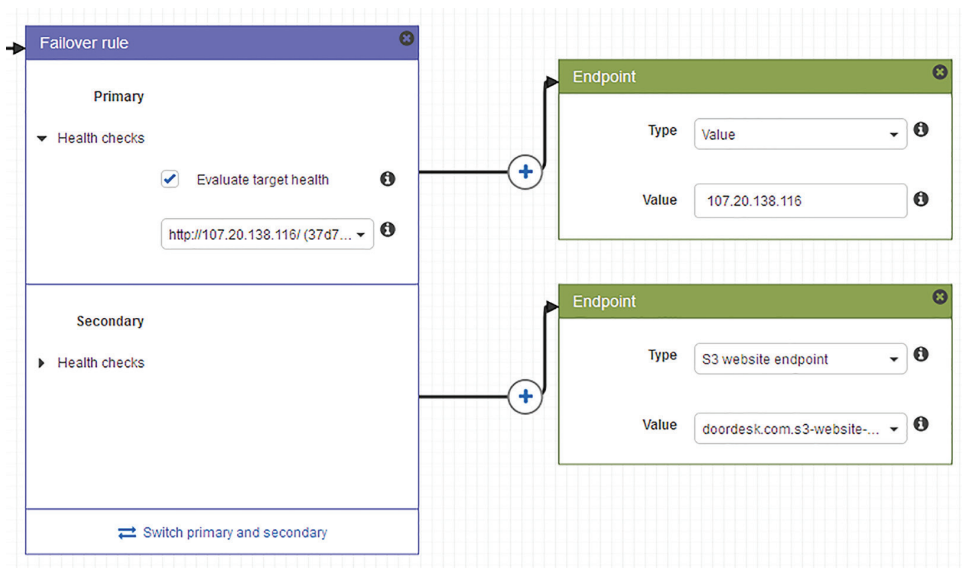 Failover rule
Primary
Health checks
Evaluate target health
http://107.20.138.116/ (37d7...
Secondary
Health checks
Switch primary and secondary
Endpoint
Type
Value
Value
107.20.138.116
Endpoint
Type
S3 website endpoint
Value
doordesk.com.s3-website-...